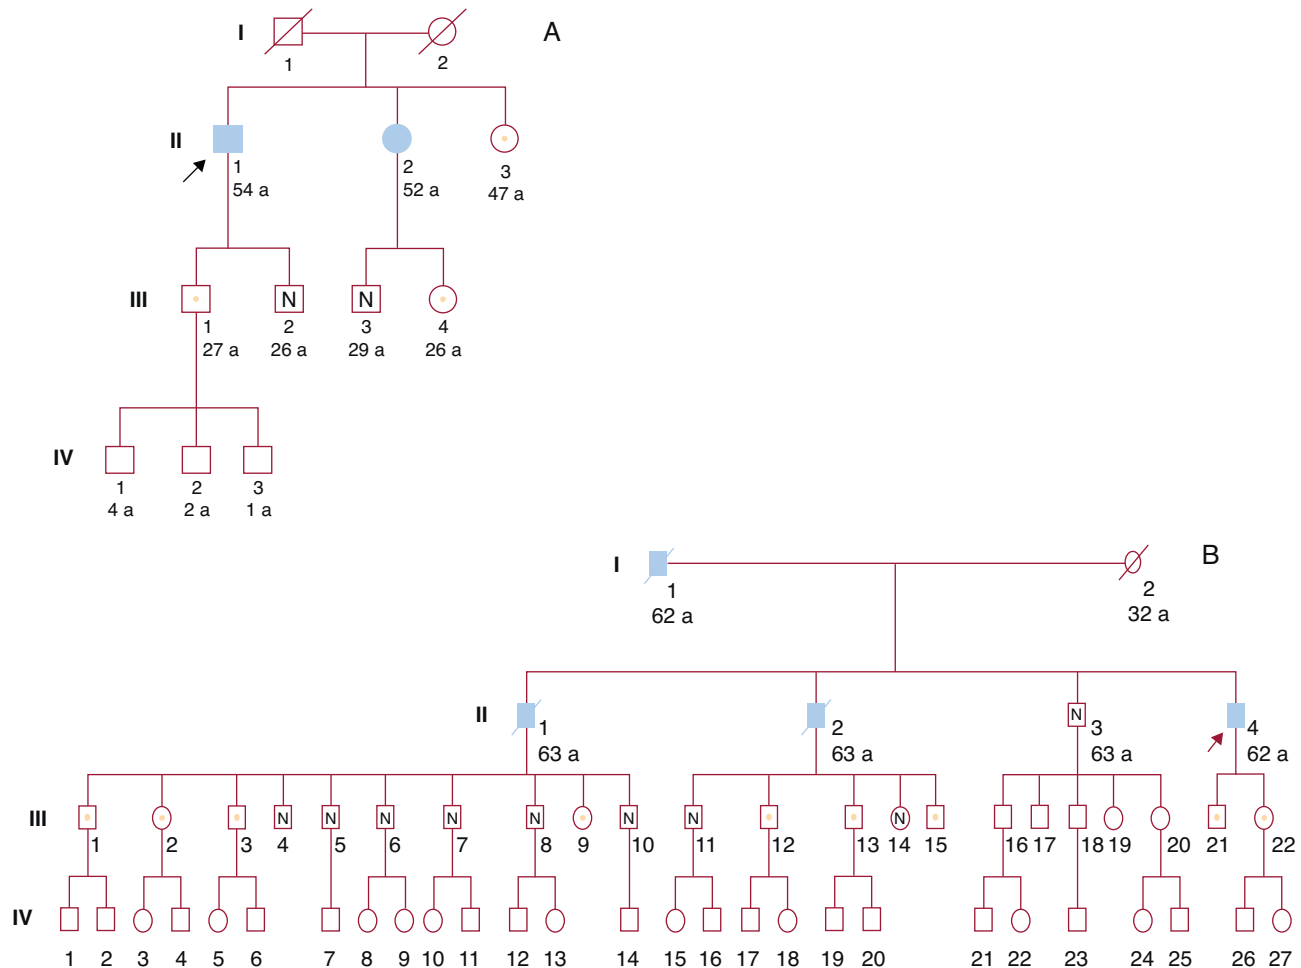 I A
1 2
II
1 2 3
54 a 52 a 47 a
III N N
1 2 3 4
27 a 26 a 29 a 26 a
IV
1 2 3
4 a 2 a 1 a
I B
1 2
62 a 32 a
II N
1 2 3 4
63 a 63 a 63 a 62 a
III N N N N N N N N
1 2 3 4 5 6 7 8 9 10 11 12 13 14 15 16 17 18 19 20 21 22
IV
1 2 3 4 5 6 7 8 9 10 11 12 13 14 15 16 17 18 19 20 21 22 23 24 25 26 27